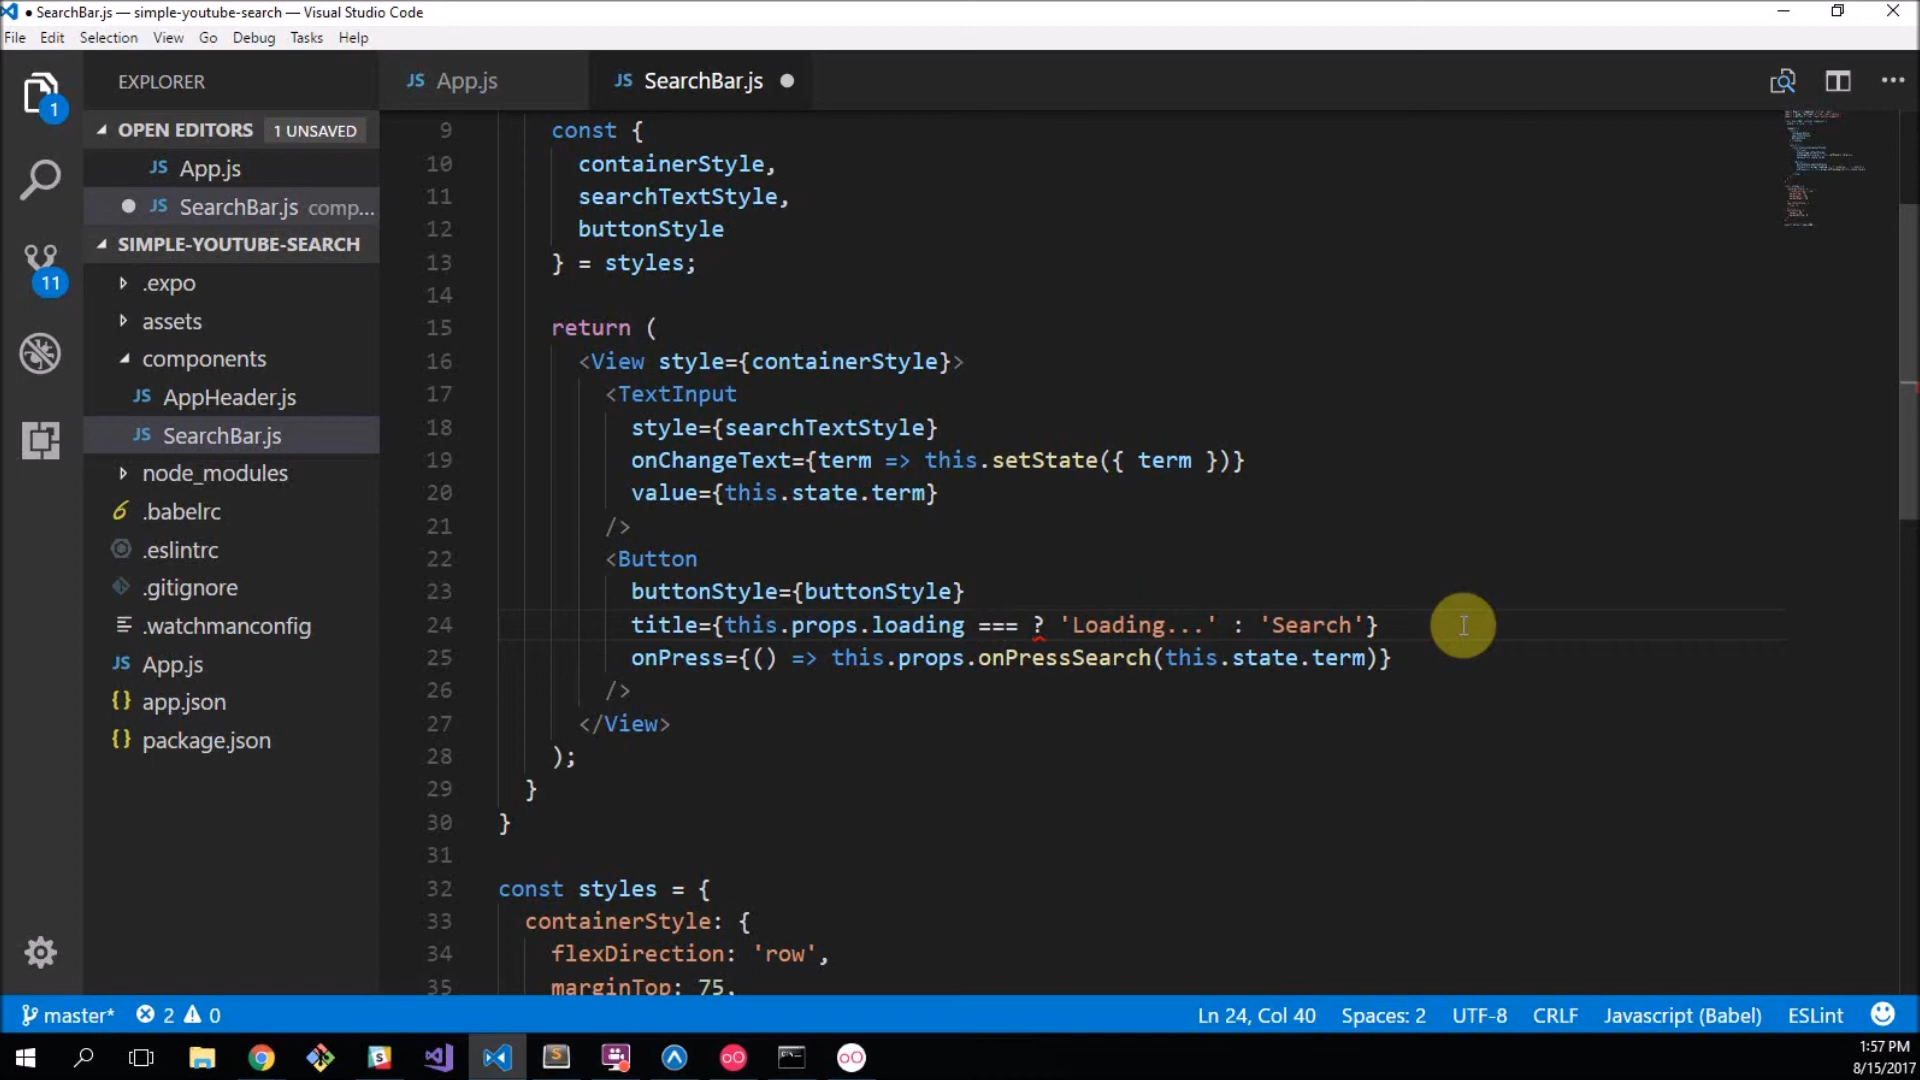 ● SearchBar.js — simple-youtube-search — Visual Studio Code
File Edit Selection View Go Debug Tasks Help
EXPLORER
JS App.js
JS SearchBar.js
1
OPEN EDITORS 1 UNSAVED
JS App.js
● JS SearchBar.js comp...
SIMPLE-YOUTUBE-SEARCH
.expo
11
assets
components
JS AppHeader.js
JS SearchBar.js
node_modules
.babelrc
.eslintrc
.gitignore
.watchmanconfig
JS App.js
{} app.json
{} package.json
9 const {
10 containerStyle,
11 searchTextStyle,
12 buttonStyle
13 } = styles;
14
15 return (
16 <View style={containerStyle}>
17 <TextInput
18 style={searchTextStyle}
19 onChangeText={term => this.setState({ term })}
20 value={this.state.term}
21 />
22 <Button
23 buttonStyle={buttonStyle}
24 title={this.props.loading === ? 'Loading...' : 'Search'}
25 onPress={() => this.props.onPressSearch(this.state.term)}
26 />
27 </View>
28 );
29 }
30 }
31
32 const styles = {
33 containerStyle: {
34 flexDirection: 'row',
35 marginTop: 75,
master* 2 0
Ln 24, Col 40 Spaces: 2 UTF-8 CRLF Javascript (Babel) ESLint
1:57 PM
8/15/2017